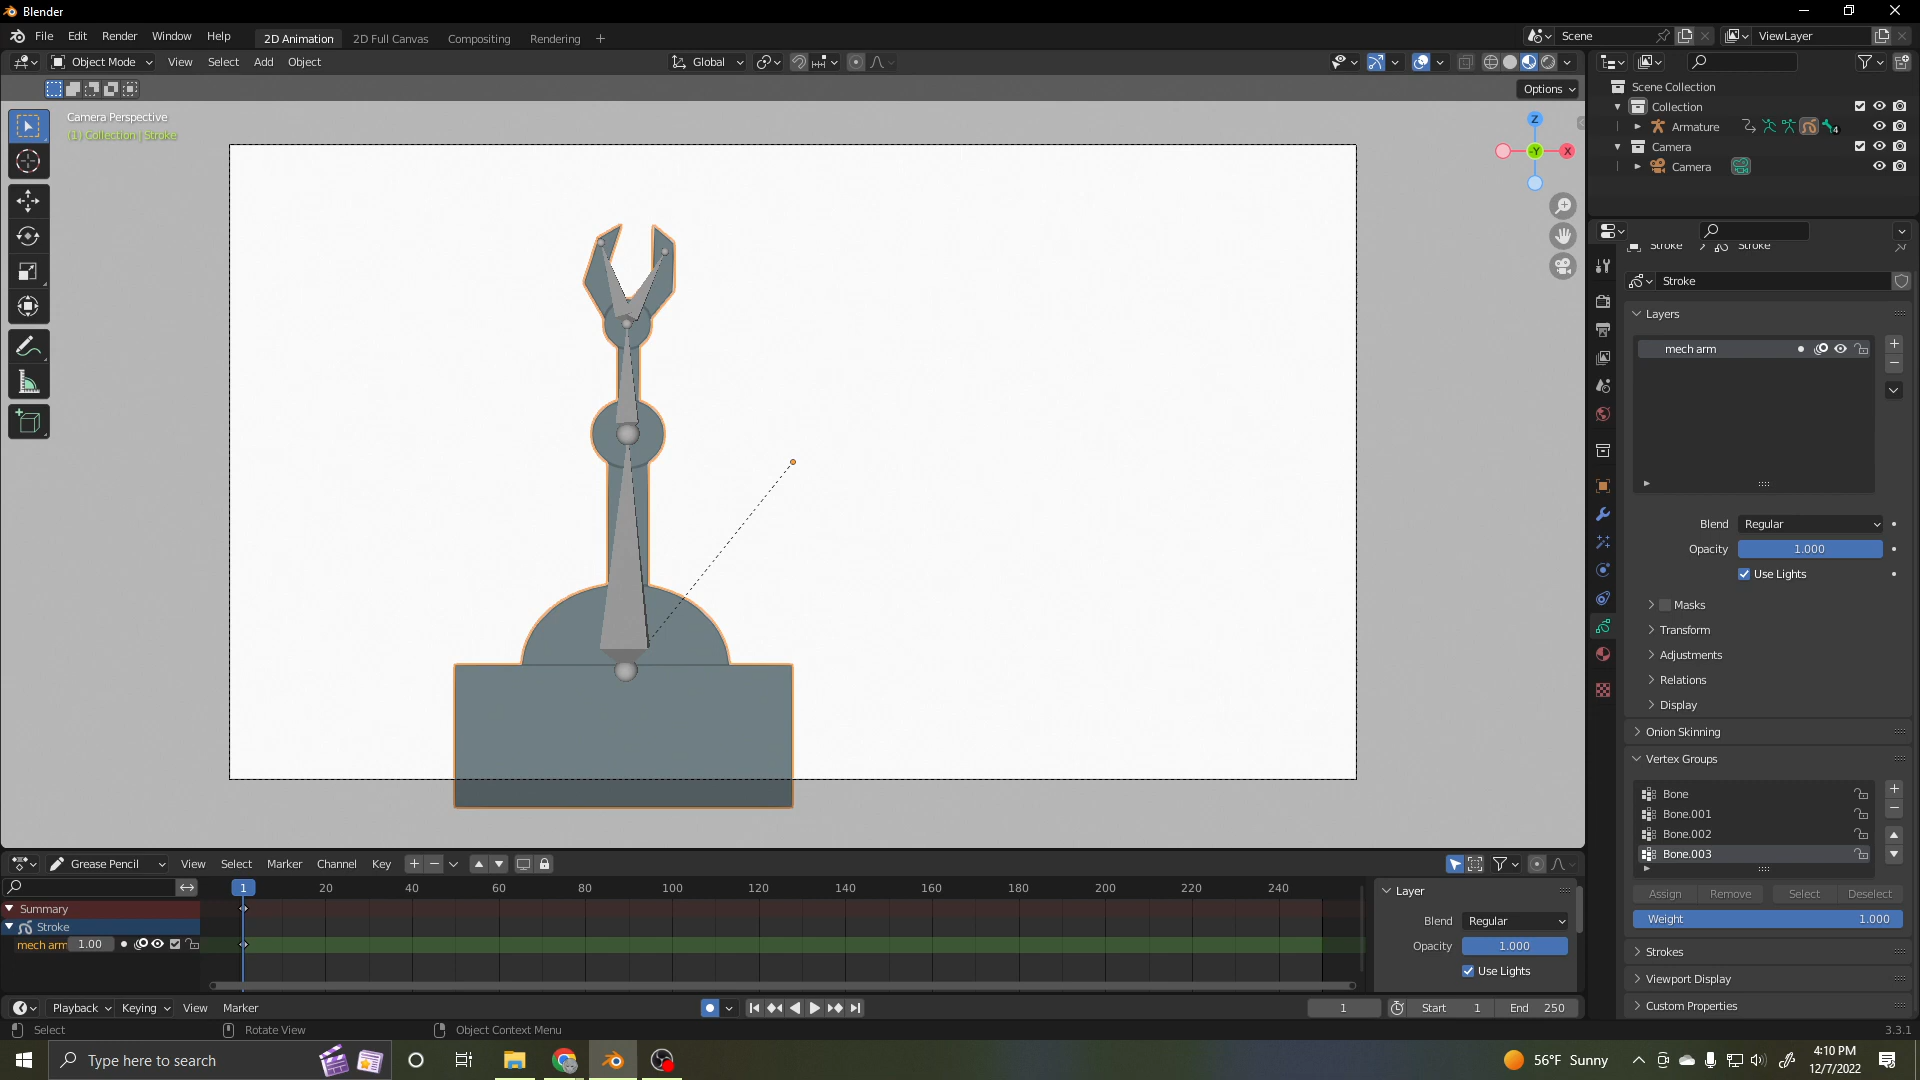 Blender
File Edit Render Window Help 2D Animation 2D Full Canvas Compositing Rendering + Scene ViewLayer
Object Mode View Select Add Object Global
Options
Camera Perspective
(1) Collection | Stroke
Z
-Y X
Scene Collection
Collection
Armature 4
Camera
Camera
Stroke > Stroke
Stroke
Layers
mech arm
Blend Regular
Opacity 1.000
Use Lights
Masks
Transform
Adjustments
Relations
Display
Onion Skinning
Vertex Groups
Bone
Bone.001
Bone.002
Bone.003
Assign Remove Select Deselect
Weight 1.000
Strokes
Viewport Display
Custom Properties
Grease Pencil View Select Marker Channel Key
1 20 40 60 80 100 120 140 160 180 200 220 240
Summary
Stroke
mech arm 1.00
Layer
Blend Regular
Opacity 1.000
Use Lights
Playback Keying View Marker 1 Start 1 End 250
Select Rotate View Object Context Menu 3.3.1
Type here to search 56°F Sunny 4:10 PM
12/7/2022